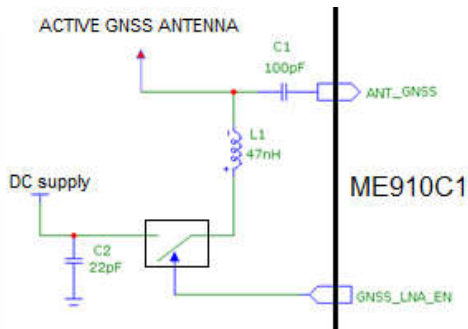 ACTIVE GNSS ANTENNA
C1
100pF
ANT_GNSS
L1
47nH
DC supply
ME910C1
C2
22pF
GNSS_LNA_EN